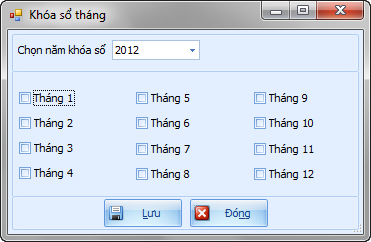 Khóa sổ tháng
Chọn năm khóa sổ 2012
Tháng 1 Tháng 5 Tháng 9
Tháng 2 Tháng 6 Tháng 10
Tháng 3 Tháng 7 Tháng 11
Tháng 4 Tháng 8 Tháng 12
Lưu Đóng